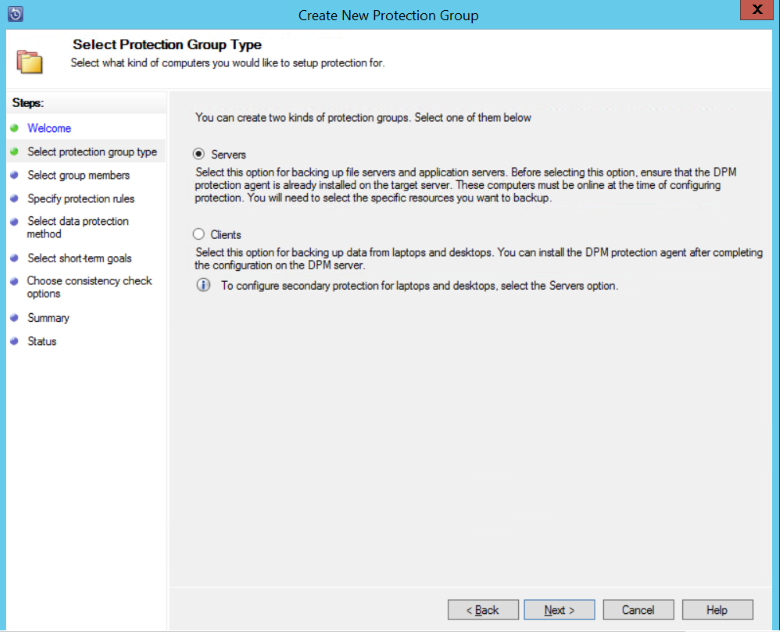 Create New Protection Group
X
Select Protection Group Type
Select what kind of computers you would like to setup protection for.
Steps:
Welcome
Select protection group type
Select group members
Specify protection rules
Select data protection
method
Select short-term goals
Choose consistency check
options
Summary
Status
You can create two kinds of protection groups. Select one of them below
Servers
Select this option for backing up file servers and application servers. Before selecting this option, ensure that the DPM
protection agent is already installed on the target server. These computers must be online at the time of configuring
protection. You will need to select the specific resources you want to backup.
Clients
Select this option for backing up data from laptops and desktops. You can install the DPM protection agent after completing
the configuration on the DPM server.
To configure secondary protection for laptops and desktops, select the Servers option.
< Back
Next >
Cancel
Help